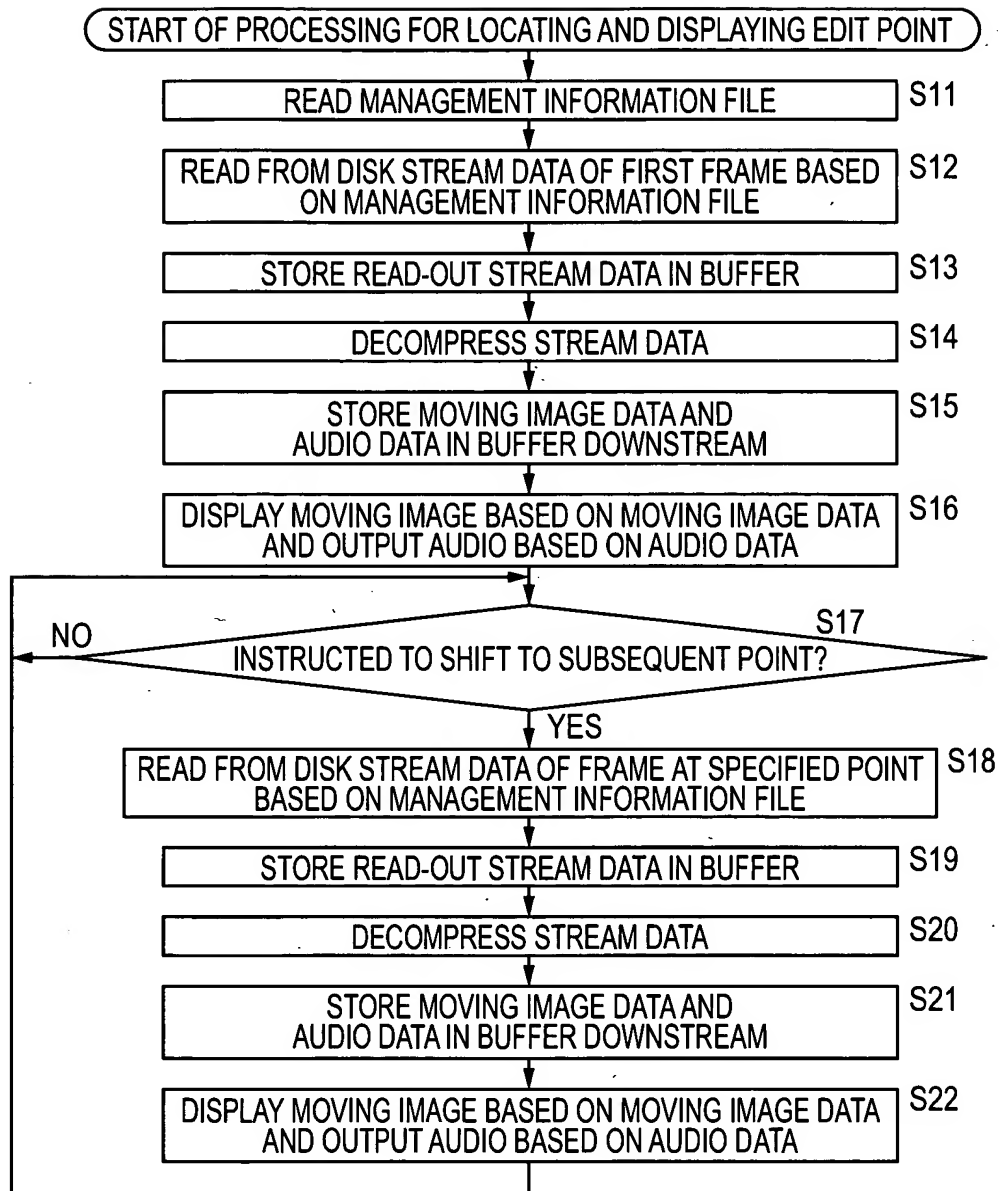 START OF PROCESSING FOR LOCATING AND DISPLAYING EDIT POINT
READ MANAGEMENT INFORMATION FILE
S11
READ FROM DISK STREAM DATA OF FIRST FRAME BASED
ON MANAGEMENT INFORMATION FILE
S12
STORE READ-OUT STREAM DATA IN BUFFER
S13
DECOMPRESS STREAM DATA
S14
STORE MOVING IMAGE DATA AND
AUDIO DATA IN BUFFER DOWNSTREAM
S15
DISPLAY MOVING IMAGE BASED ON MOVING IMAGE DATA
AND OUTPUT AUDIO BASED ON AUDIO DATA
S16
S17
NO
INSTRUCTED TO SHIFT TO SUBSEQUENT POINT?
YES
READ FROM DISK STREAM DATA OF FRAME AT SPECIFIED POINT
BASED ON MANAGEMENT INFORMATION FILE
S18
STORE READ-OUT STREAM DATA IN BUFFER
S19
DECOMPRESS STREAM DATA
S20
STORE MOVING IMAGE DATA AND
AUDIO DATA IN BUFFER DOWNSTREAM
S21
DISPLAY MOVING IMAGE BASED ON MOVING IMAGE DATA
AND OUTPUT AUDIO BASED ON AUDIO DATA
S22